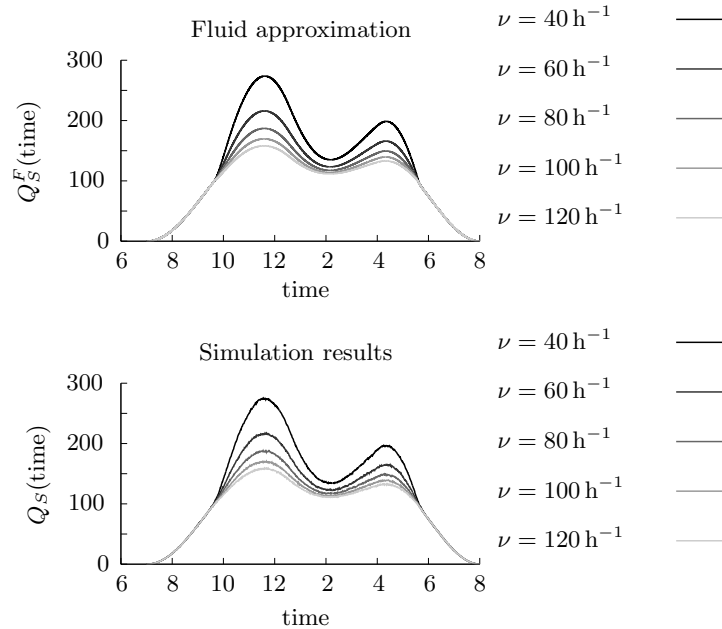 Fluid approximation
ν = 40 h⁻¹
ν = 60 h⁻¹
ν = 80 h⁻¹
ν = 100 h⁻¹
ν = 120 h⁻¹
300
200
100
0
Q_S^F(time)
6 8 10 12 2 4 6 8
time
Simulation results
ν = 40 h⁻¹
ν = 60 h⁻¹
ν = 80 h⁻¹
ν = 100 h⁻¹
ν = 120 h⁻¹
300
200
100
0
Q_S(time)
6 8 10 12 2 4 6 8
time